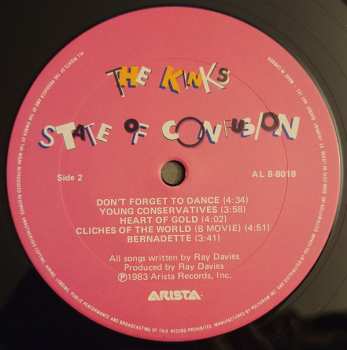 THE KINKS
STATE OF CONFUSION
Side 2
AL 8-8018
DON'T FORGET TO DANCE (4:34)
YOUNG CONSERVATIVES (3:58)
HEART OF GOLD (4:02)
CLICHES OF THE WORLD (B MOVIE) (4:51)
BERNADETTE (3:41)
All songs written by Ray Davies
Produced by Ray Davies
Ⓟ1983 Arista Records, Inc.
ARISTA